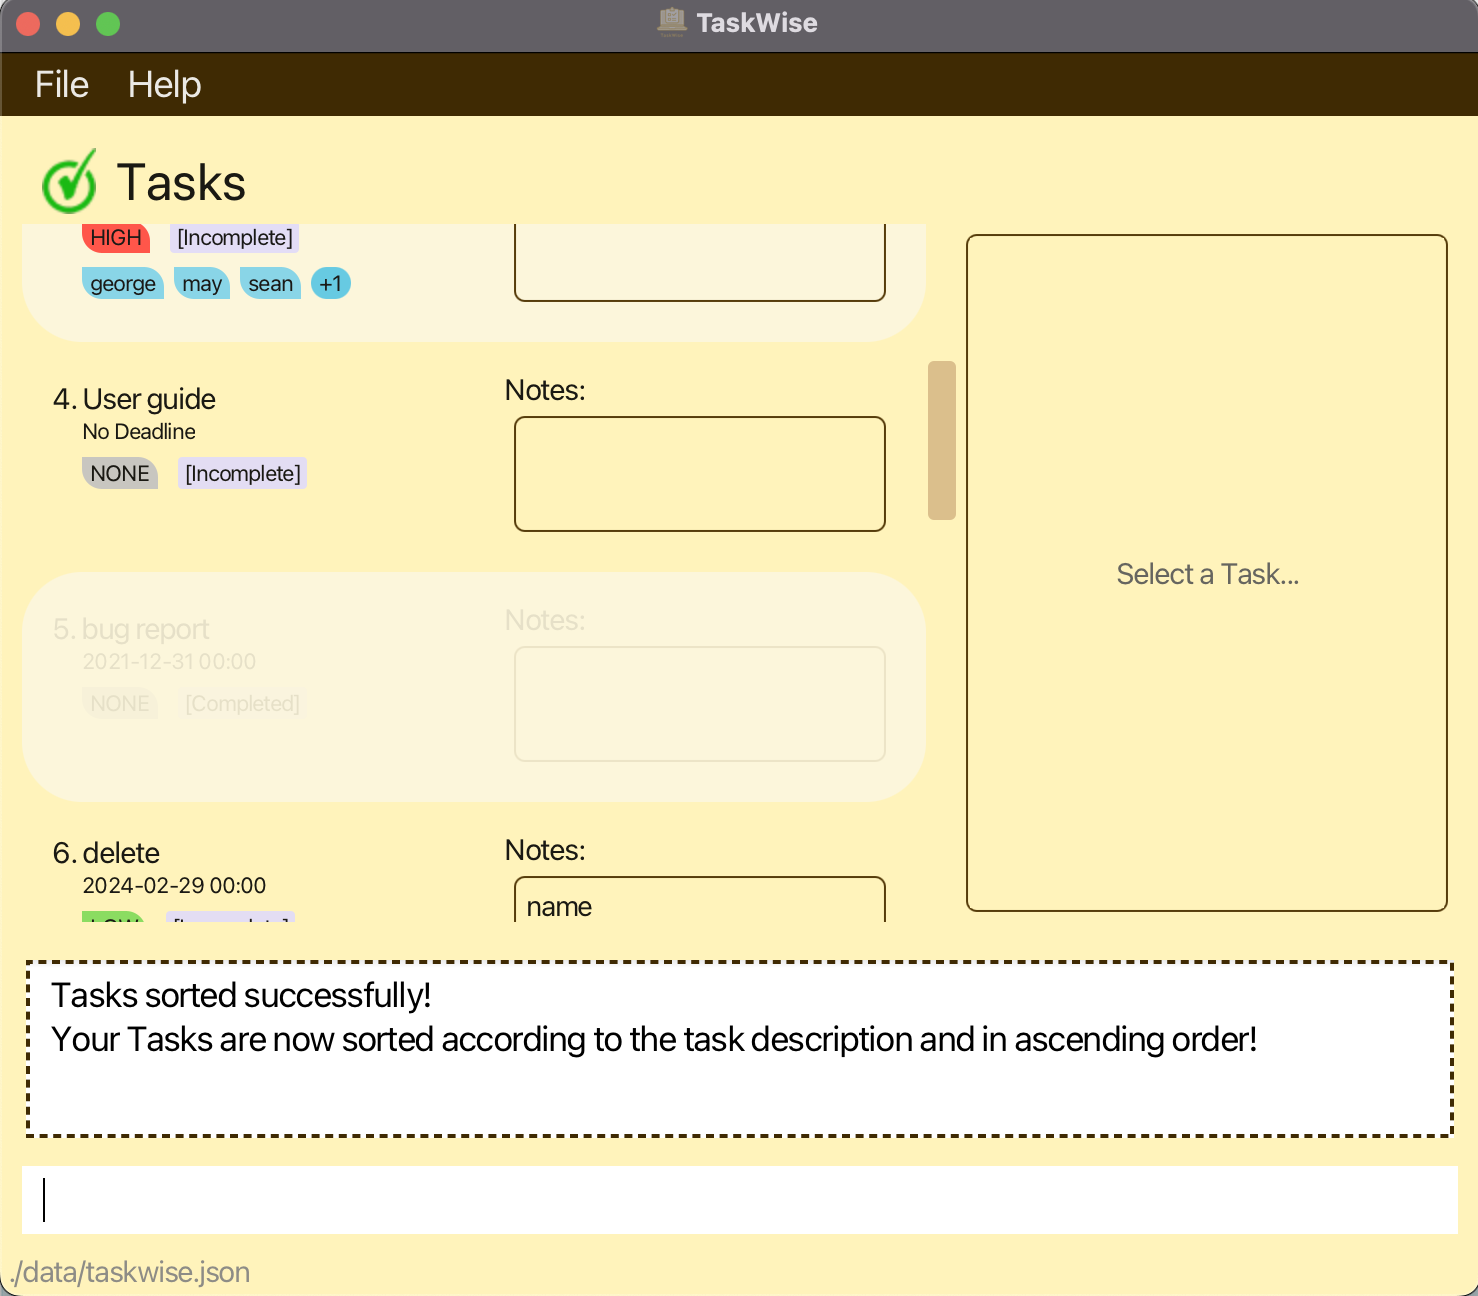 TaskWise
File Help
Tasks
HIGH [Incomplete]
george may sean +1
4. User guide
No Deadline
NONE [Incomplete]
Notes:
5. bug report
2021-12-31 00:00
NONE [Completed]
Notes:
6. delete
2024-02-29 00:00
LOW [Incomplete]
Notes:
name
Select a Task...
Tasks sorted successfully!
Your Tasks are now sorted according to the task description and in ascending order!
./data/taskwise.json